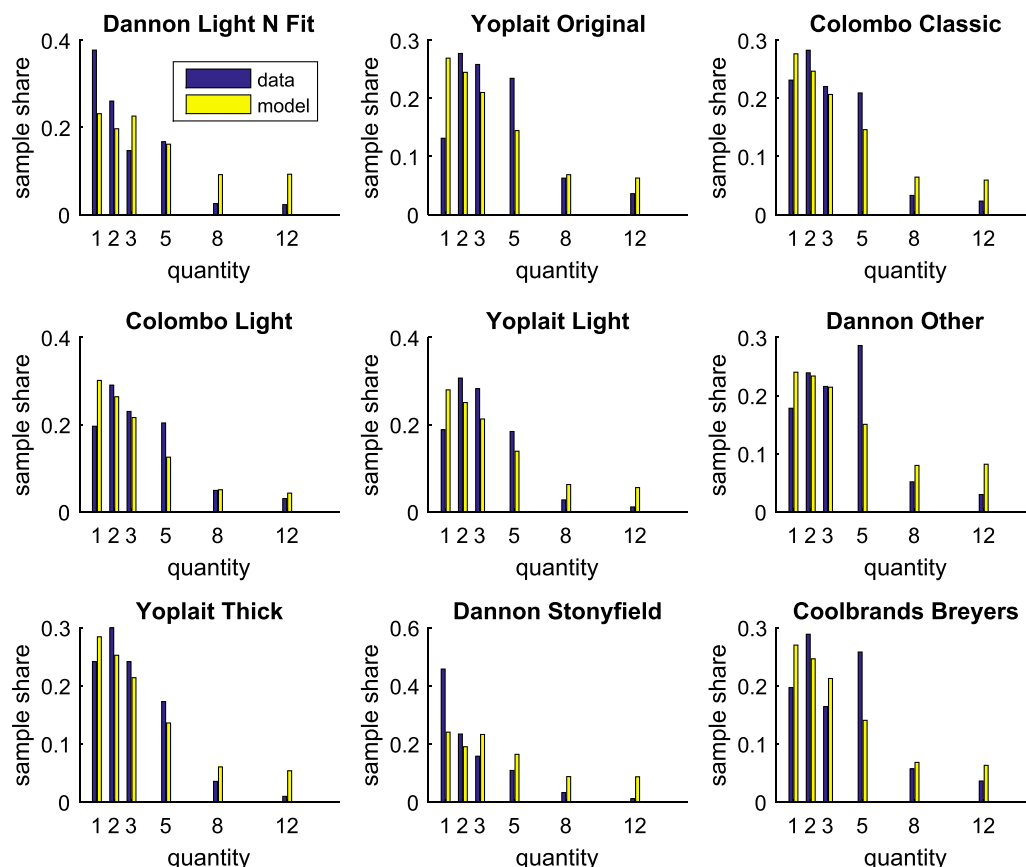 Dannon Light N Fit
Yoplait Original
Colombo Classic
0.4
0.2
0
sample share
data
model
1 2 3 5 8 12
quantity
0.3
0.2
0.1
0
sample share
1 2 3 5 8 12
quantity
0.3
0.2
0.1
0
sample share
1 2 3 5 8 12
quantity
Colombo Light
Yoplait Light
Dannon Other
0.4
0.2
0
sample share
1 2 3 5 8 12
quantity
0.4
0.2
0
sample share
1 2 3 5 8 12
quantity
0.3
0.2
0.1
0
sample share
1 2 3 5 8 12
quantity
Yoplait Thick
Dannon Stonyfield
Coolbrands Breyers
0.3
0.2
0.1
0
sample share
1 2 3 5 8 12
quantity
0.6
0.4
0.2
0
sample share
1 2 3 5 8 12
quantity
0.3
0.2
0.1
0
sample share
1 2 3 5 8 12
quantity